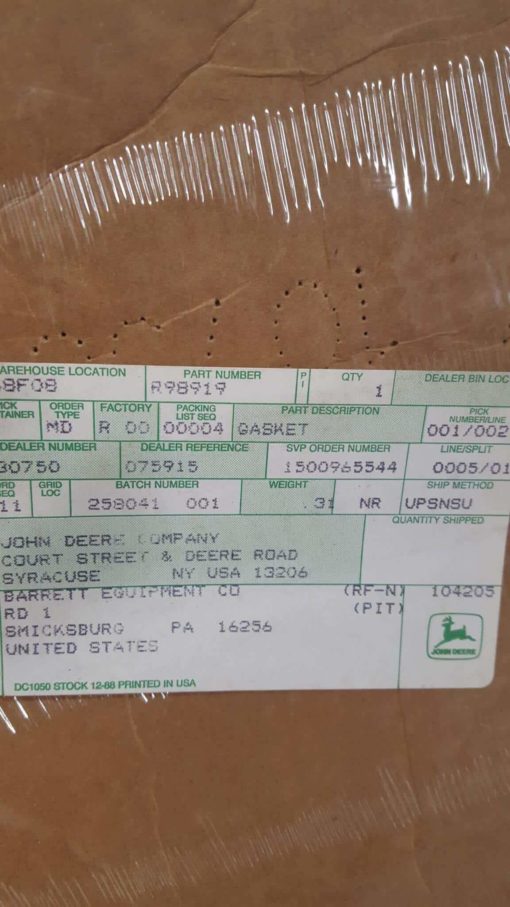 AREHOUSE LOCATION PART NUMBER P I QTY DEALER BIN LOC
8F08 R98919 1
ICK TAINER ORDER TYPE FACTORY PACKING LIST SEQ PART DESCRIPTION PICK NUMBER/LINE
MD R 00 00004 GASKET 001/002
DEALER NUMBER DEALER REFERENCE SVP ORDER NUMBER LINE/SPLIT
30750 075915 1500965544 0005/01
RD EQ GRID LOC BATCH NUMBER WEIGHT SHIP METHOD
11 258041 001 .31 NR UPSNSU
QUANTITY SHIPPED
JOHN DEERE COMPANY
COURT STREET & DEERE ROAD
SYRACUSE NY USA 13206
BARRETT EQUIPMENT CO (RF-N) 104205
RD 1 (PIT)
SMICKSBURG PA 16256
UNITED STATES
JOHN DEERE
DC1050 STOCK 12-88 PRINTED IN USA